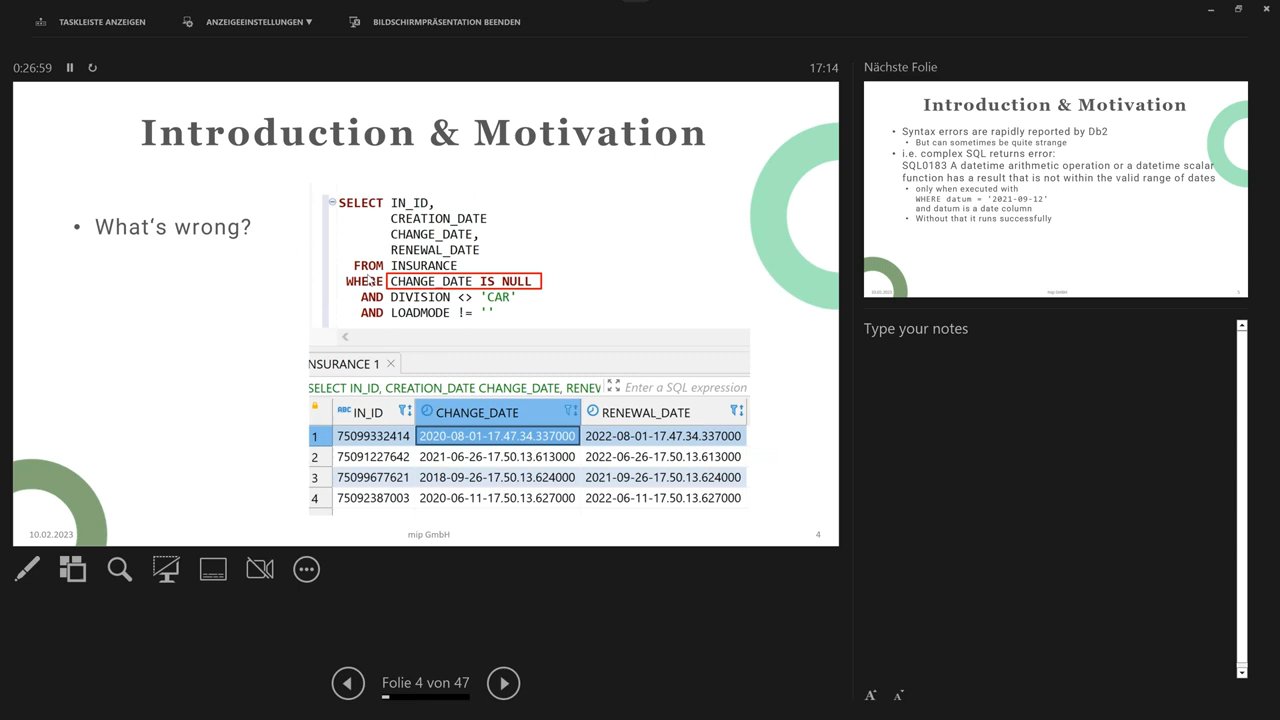 TASKLEISTE ANZEIGEN
ANZEIGEEINSTELLUNGEN ▼
BILDSCHIRMPRÄSENTATION BEENDEN
0:26:59
17:14
Introduction & Motivation
• What‘s wrong?
SELECT IN_ID,
CREATION_DATE
CHANGE_DATE,
RENEWAL_DATE
FROM INSURANCE
WHERE CHANGE_DATE IS NULL
AND DIVISION <> 'CAR'
AND LOADMODE != ''
NSURANCE 1
SELECT IN_ID, CREATION_DATE CHANGE_DATE, RENEV
Enter a SQL expression
ABC IN_ID CHANGE_DATE RENEWAL_DATE
1 75099332414 2020-08-01-17.47.34.337000 2022-08-01-17.47.34.337000
2 75091227642 2021-06-26-17.50.13.613000 2022-06-26-17.50.13.613000
3 75099677621 2018-09-26-17.50.13.624000 2021-09-26-17.50.13.624000
4 75092387003 2020-06-11-17.50.13.627000 2022-06-11-17.50.13.627000
10.02.2023 mip GmbH 4
Folie 4 von 47
Nächste Folie
Introduction & Motivation
• Syntax errors are rapidly reported by Db2
• But can sometimes be quite strange
• i.e. complex SQL returns error:
SQL0183 A datetime arithmetic operation or a datetime scalar
function has a result that is not within the valid range of dates
• only when executed with
WHERE datum = '2021-09-12'
and datum is a date column
• Without that it runs successfully
10.02.2023 mip GmbH 5
Type your notes
A A